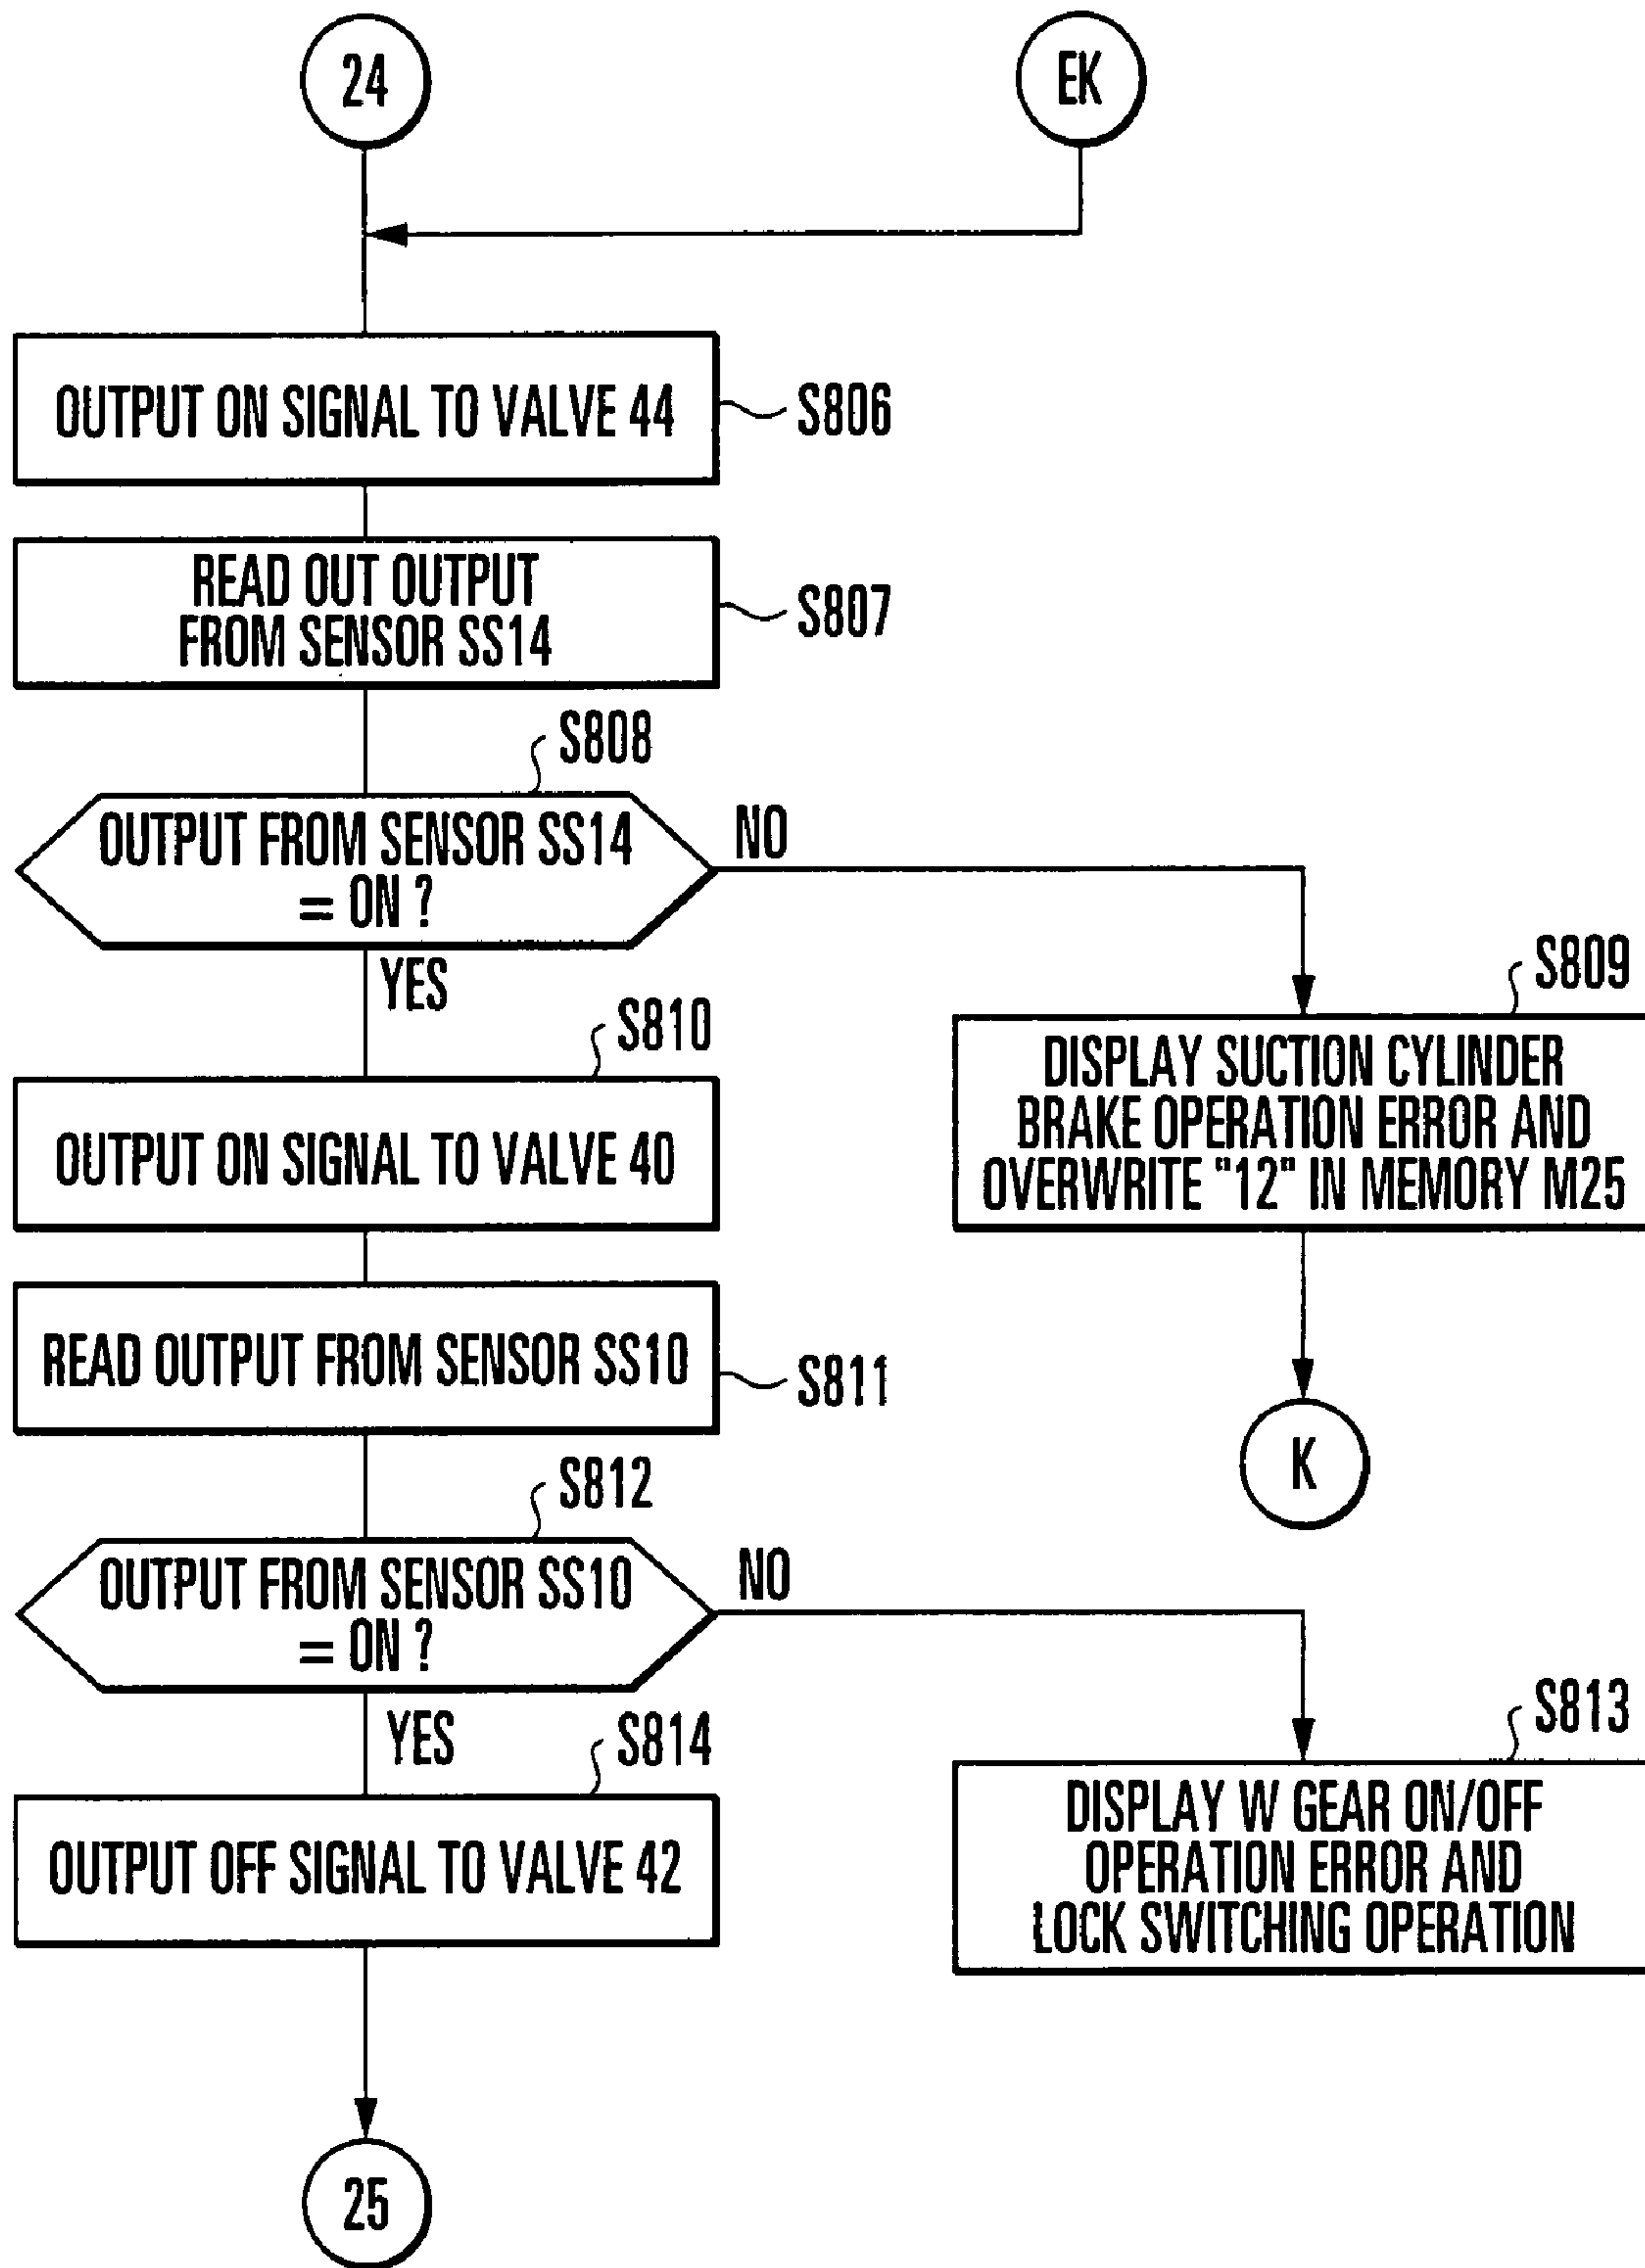 24
EK
OUTPUT ON SIGNAL TO VALVE 44
S806
READ OUT OUTPUT
FROM SENSOR SS14
S807
S808
OUTPUT FROM SENSOR SS14
= ON ?
NO
YES
S809
DISPLAY SUCTION CYLINDER
BRAKE OPERATION ERROR AND
OVERWRITE "12" IN MEMORY M25
K
S810
OUTPUT ON SIGNAL TO VALVE 40
READ OUTPUT FROM SENSOR SS10
S811
S812
OUTPUT FROM SENSOR SS10
= ON ?
NO
YES
S813
DISPLAY W GEAR ON/OFF
OPERATION ERROR AND
LOCK SWITCHING OPERATION
S814
OUTPUT OFF SIGNAL TO VALVE 42
25